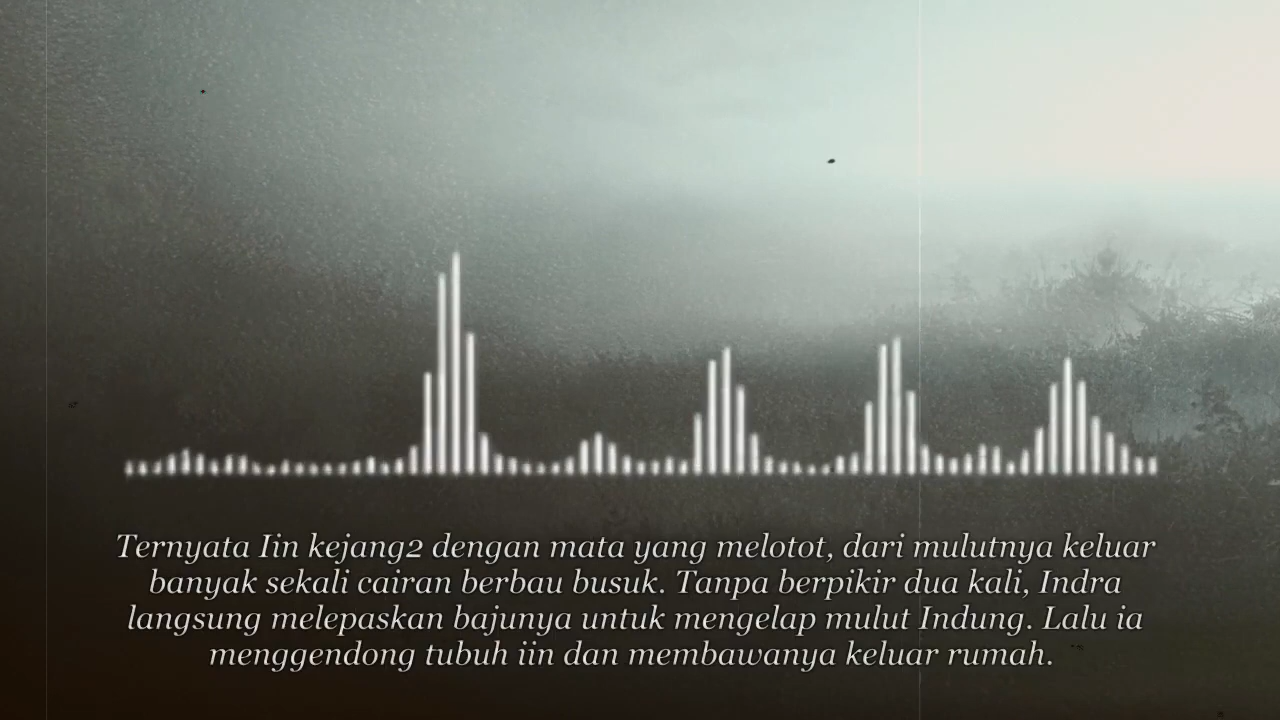 Ternyata Iin kejang2 dengan mata yang melotot, dari mulutnya keluar
banyak sekali cairan berbau busuk. Tanpa berpikir dua kali, Indra
langsung melepaskan bajunya untuk mengelap mulut Indung. Lalu ia
menggendong tubuh iin dan membawanya keluar rumah.